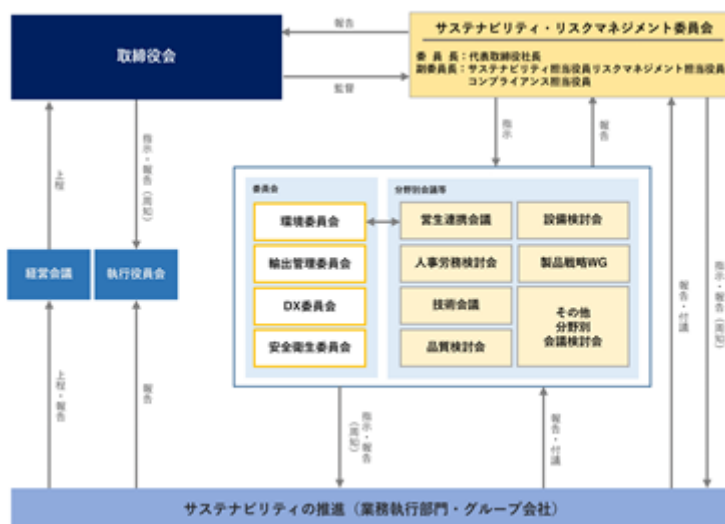 報告
サステナビリティ・リスクマネジメント委員会
取締役会
委員長：代表取締役社長
副委員長：サステナビリティ担当役員リスクマネジメント担当役員
コンプライアンス担当役員
監督
上程
指示・報告（周知）
指示
報告
委員会
分野別会議等
環境委員会
営生連携会議
設備検討会
輸出管理委員会
人事労務検討会
製品戦略WG
DX委員会
技術会議
その他
分野別
会議検討会
安全衛生委員会
品質検討会
経営会議
執行役員会
報告・付議
指示・報告（周知）
上程・報告
報告
指示・報告
（周知）
報告・付議
サステナビリティの推進（業務執行部門・グループ会社）